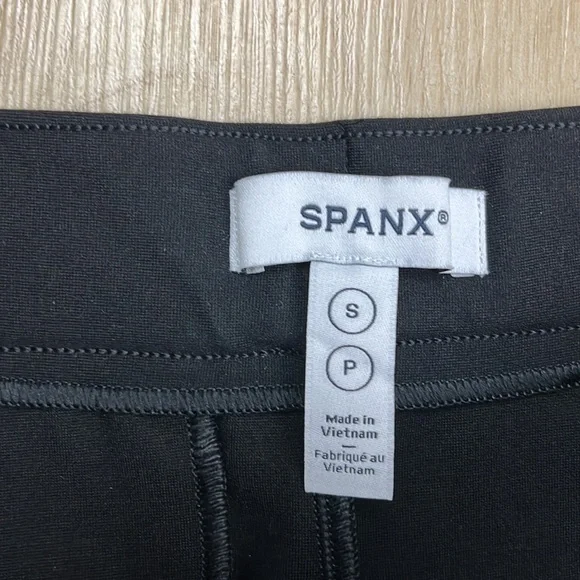 SPANX®
S
P
Made in
Vietnam
Fabriqué au
Vietnam